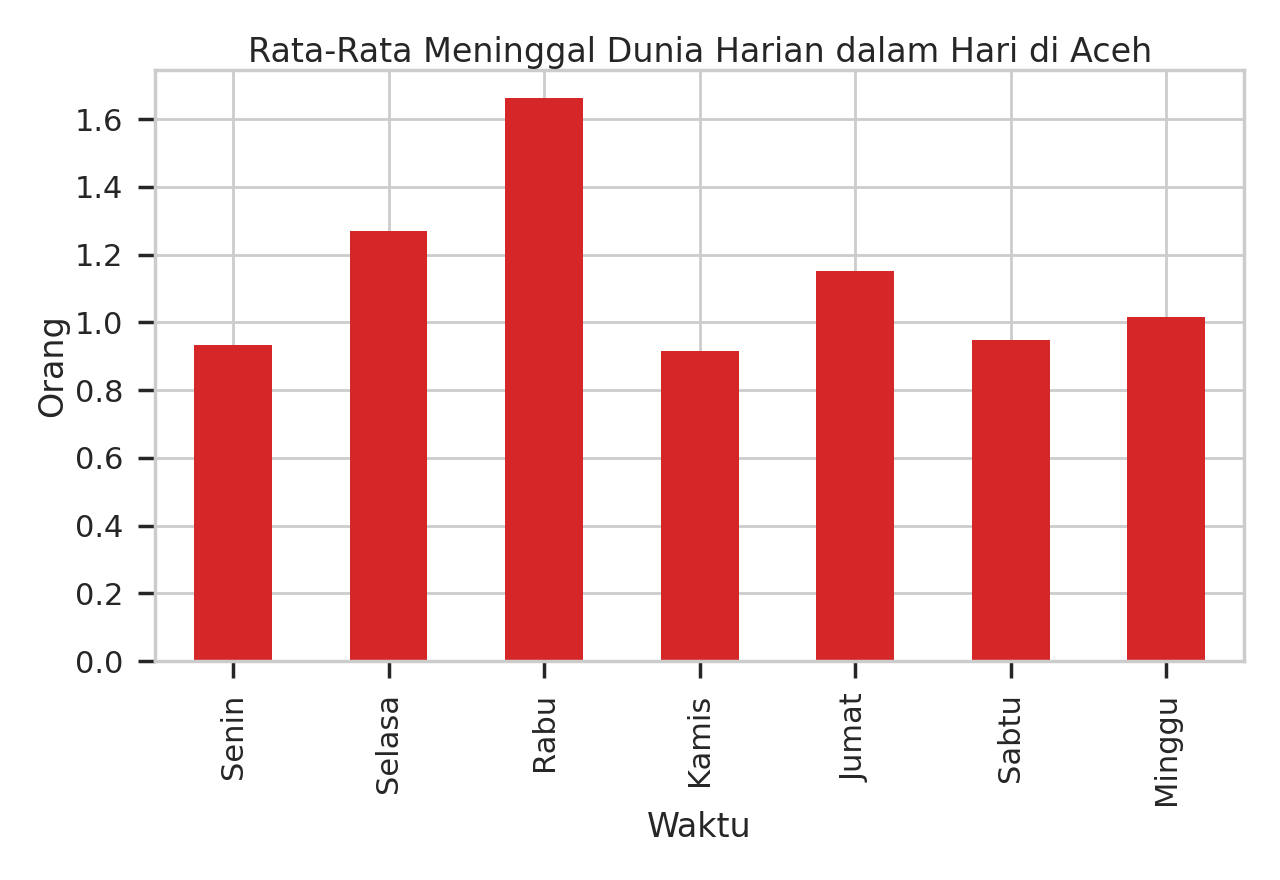 Rata-Rata Meninggal Dunia Harian dalam Hari di Aceh
Orang
1.6
1.4
1.2
1.0
0.8
0.6
0.4
0.2
0.0
Senin
Selasa
Rabu
Kamis
Jumat
Sabtu
Minggu
Waktu